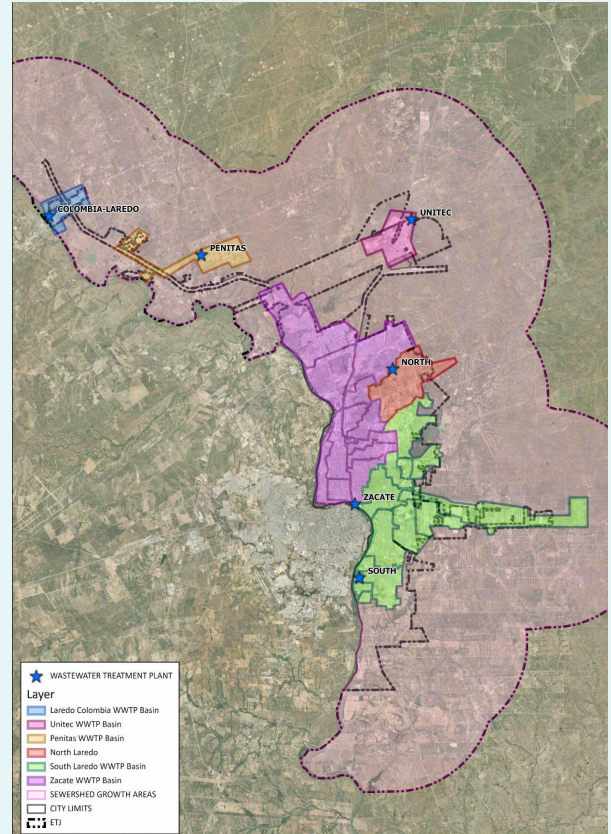 COLOMBIA-LAREDO
UNITEC
PENITAS
NORTH
ZACATE
SOUTH
WASTEWATER TREATMENT PLANT
Layer
Laredo Colombia WWTP Basin
Unitec WWTP Basin
Penitas WWTP Basin
North Laredo
South Laredo WWTP Basin
Zacate WWTP Basin
SEWERSHED GROWTH AREAS
CITY LIMITS
ETJ